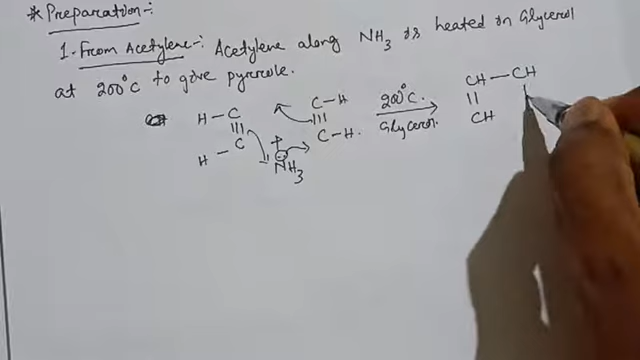 * Preparation :-
1. From Acetylene -: Acetylene along NH3 is heated in Glycerol
at 200°C to give pyrrole.
H - C C - H 200°C. CH - CH
||| ||| ||
H - C + C - H. Glycerol. CH
NH3